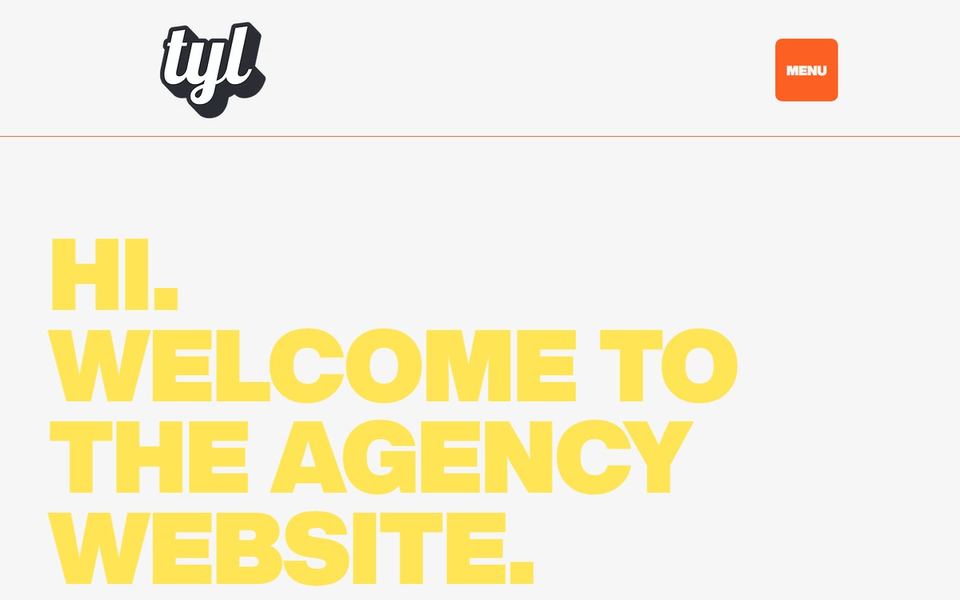 tyl
MENU
HI.
WELCOME TO
THE AGENCY
WEBSITE.